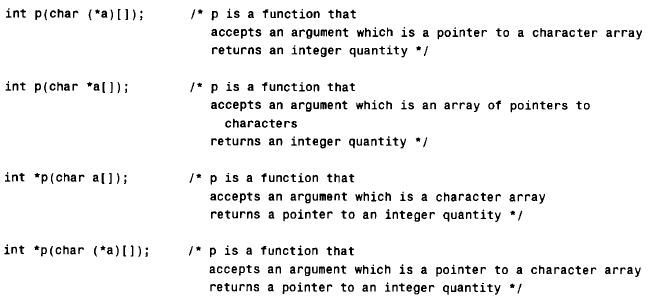 int p(char (*a)[]);     /* p is a function that
                           accepts an argument which is a pointer to a character array
                           returns an integer quantity */
int p(char *a[]);       /* p is a function that
                           accepts an argument which is an array of pointers to
                             characters
                           returns an integer quantity */
int *p(char a[]);       /* p is a function that
                           accepts an argument which is a character array
                           returns a pointer to an integer quantity */
int *p(char (*a)[]);    /* p is a function that
                           accepts an argument which is a pointer to a character array
                           returns a pointer to an integer quantity */